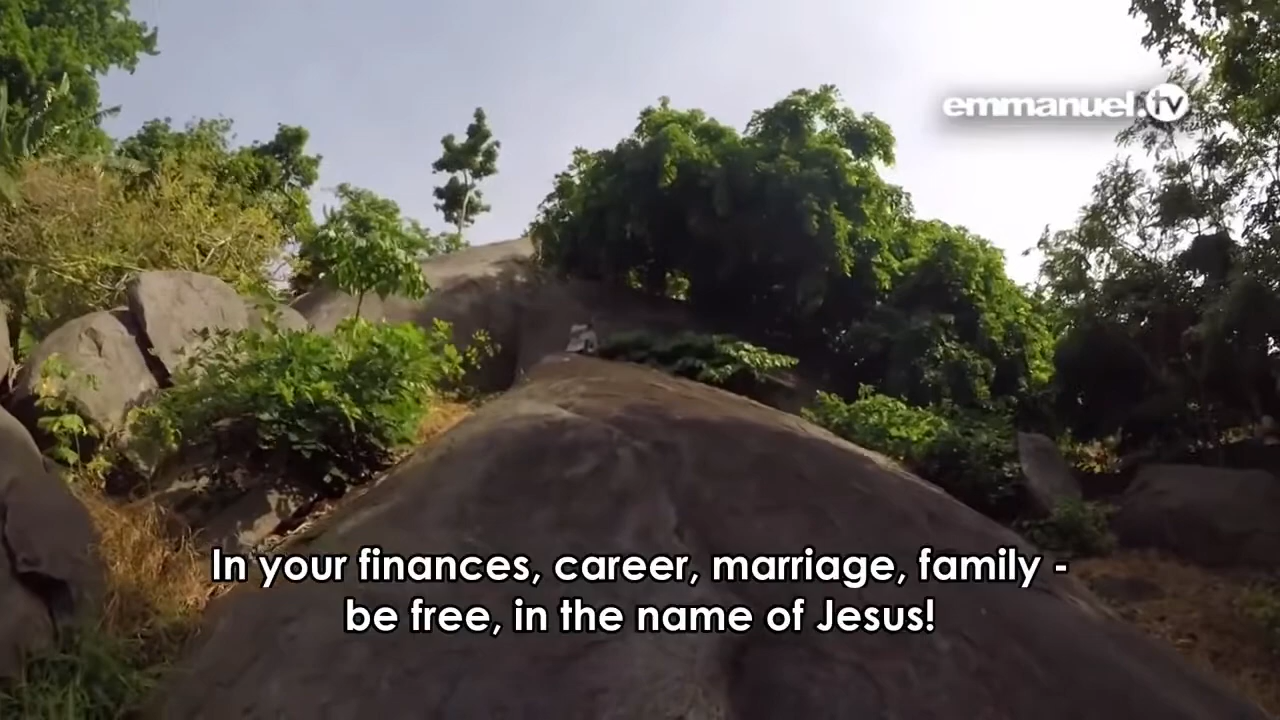 emmanuel.tv
In your finances, career, marriage, family -
be free, in the name of Jesus!